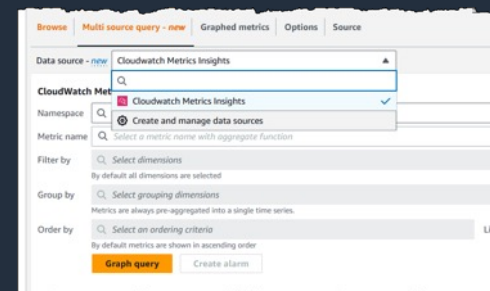 Browse
Multi source query - new
Graphed metrics
Options
Source
Data source - new
Cloudwatch Metrics Insights
Cloudwatch Metrics Insights
Create and manage data sources
CloudWatch Met
Namespace
Metric name
Select a metric name with aggregate function
Filter by
Select dimensions
By default all dimensions are selected
Group by
Select grouping dimensions
Metrics are always pre-aggregated into a single time series.
Order by
Select an ordering criteria
Li
By default metrics are shown in ascending order
Graph query
Create alarm